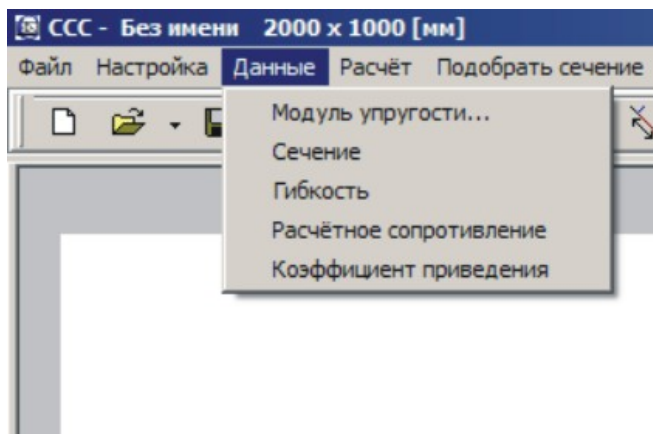 ССС - Без имени 2000 x 1000 [мм]
Файл Настройка Данные Расчёт Подобрать сечение
Модуль упругости...
Сечение
Гибкость
Расчётное сопротивление
Коэффициент приведения